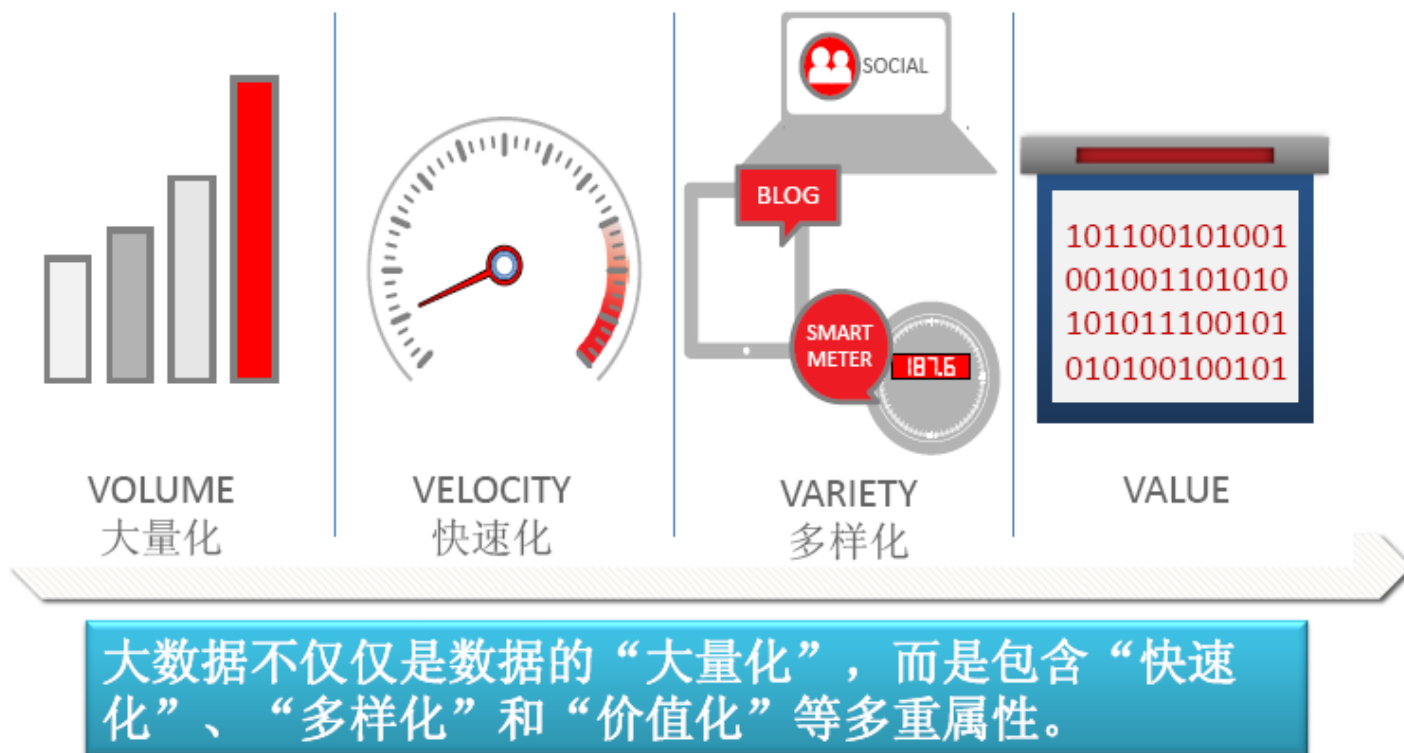 SOCIAL
BLOG
SMART
METER
187.6
101100101001
001001101010
101011100101
010100100101
VOLUME
大量化
VELOCITY
快速化
VARIETY
多样化
VALUE
大数据不仅仅是数据的“大量化”，而是包含“快速
化”、“多样化”和“价值化”等多重属性。